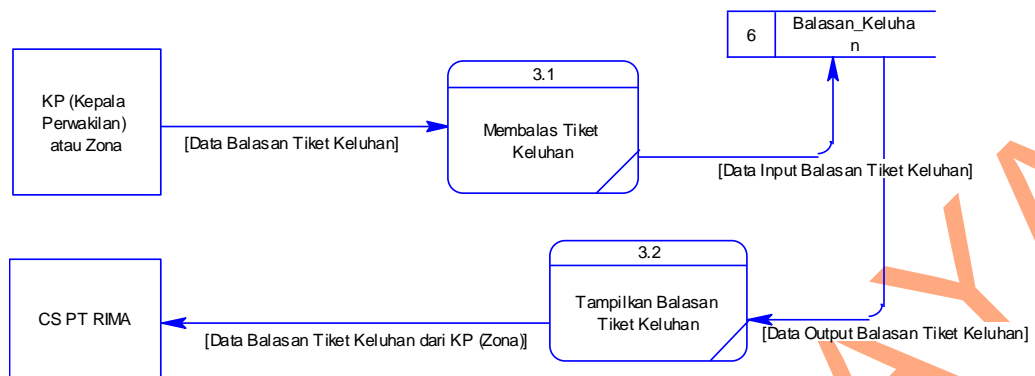 6
Balasan_Keluha
n
3.1
KP (Kepala
Perwakilan)
atau Zona
Membalas Tiket
Keluhan
[Data Balasan Tiket Keluhan]
[Data Input Balasan Tiket Keluhan]
3.2
CS PT RIMA
Tampilkan Balasan
Tiket Keluhan
[Data Balasan Tiket Keluhan dari KP (Zona)]
[Data Output Balasan Tiket Keluhan]